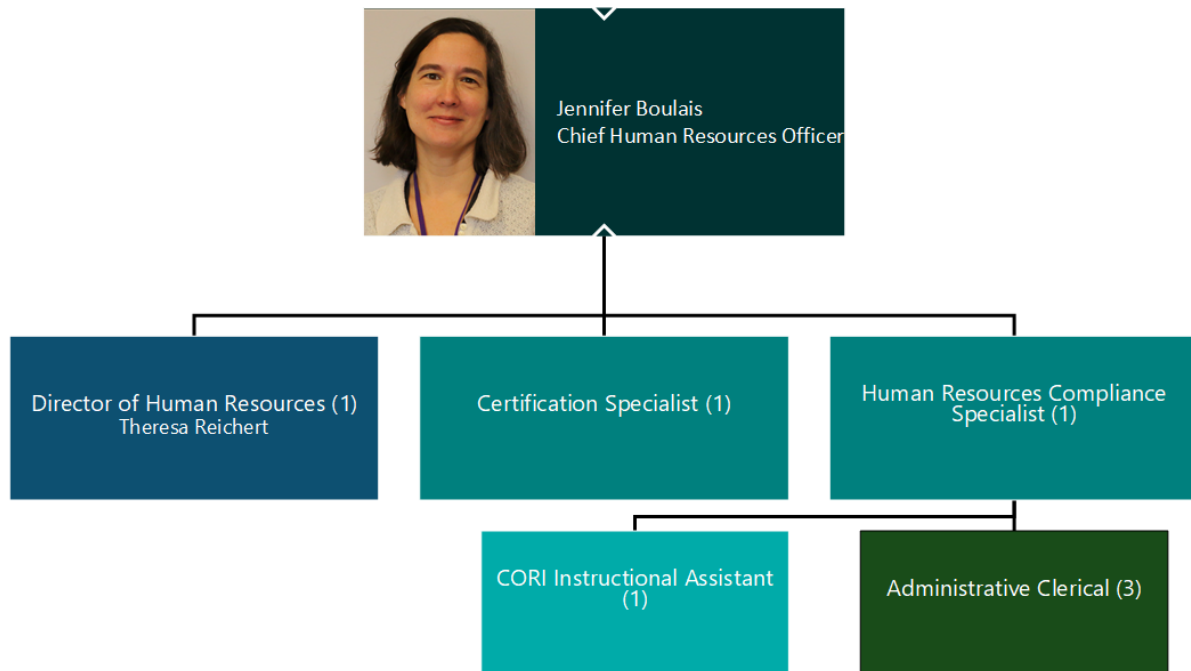 Jennifer Boulais
Chief Human Resources Officer
Director of Human Resources (1)
Theresa Reichert
Certification Specialist (1)
Human Resources Compliance
Specialist (1)
CORI Instructional Assistant
(1)
Administrative Clerical (3)